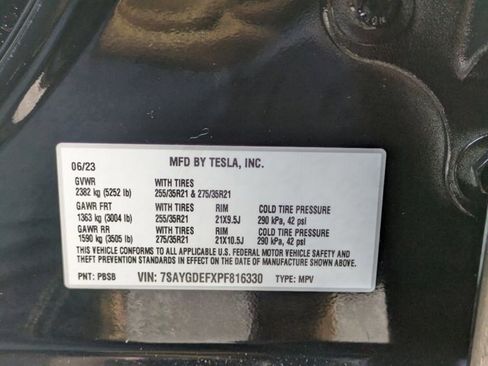 06/23 MFD BY TESLA, INC.
GVWR WITH TIRES
2382 kg (5252 lb) 255/35R21 & 275/35R21
GAWR FRT WITH TIRES RIM COLD TIRE PRESSURE
1363 kg (3004 lb) 255/35R21 21X9.5J 290 kPa, 42 psi
GAWR RR WITH TIRES RIM COLD TIRE PRESSURE
1590 kg (3505 lb) 275/35R21 21X10.5J 290 kPa, 42 psi
THIS VEHICLE CONFORMS TO ALL APPLICABLE FEDERAL MOTOR VEHICLE SAFETY AND
THEFT PREVENTION STANDARDS IN EFFECT ON THE DATE OF MANUFACTURE SHOWN ABOVE.
PNT: PBSB VIN: 7SAYGDEFXPF816330 TYPE: MPV